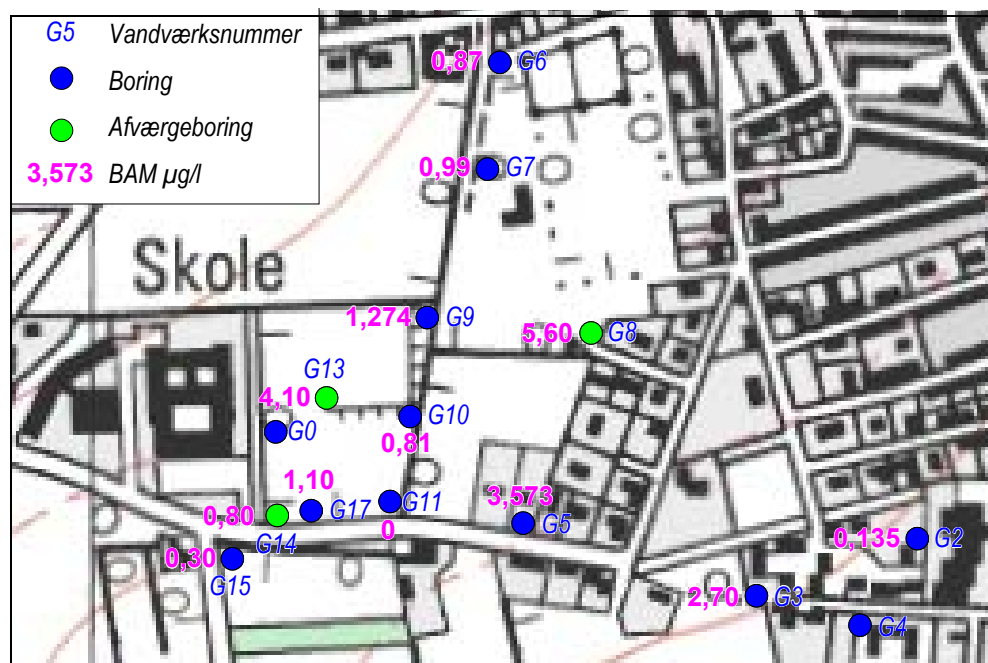 G5 Vandværksnummer
Boring
Afværgeboring
3,573 BAM µg/l
0,87 G6
0,99 G7
Skole
1,274 G9
5,60 G8
G13
4,10
G0
G10
0,81
1,10
G17
G11
0
3,573
G5
0,80
G14
0,30
G15
0,135 G2
2,70 G3
G4